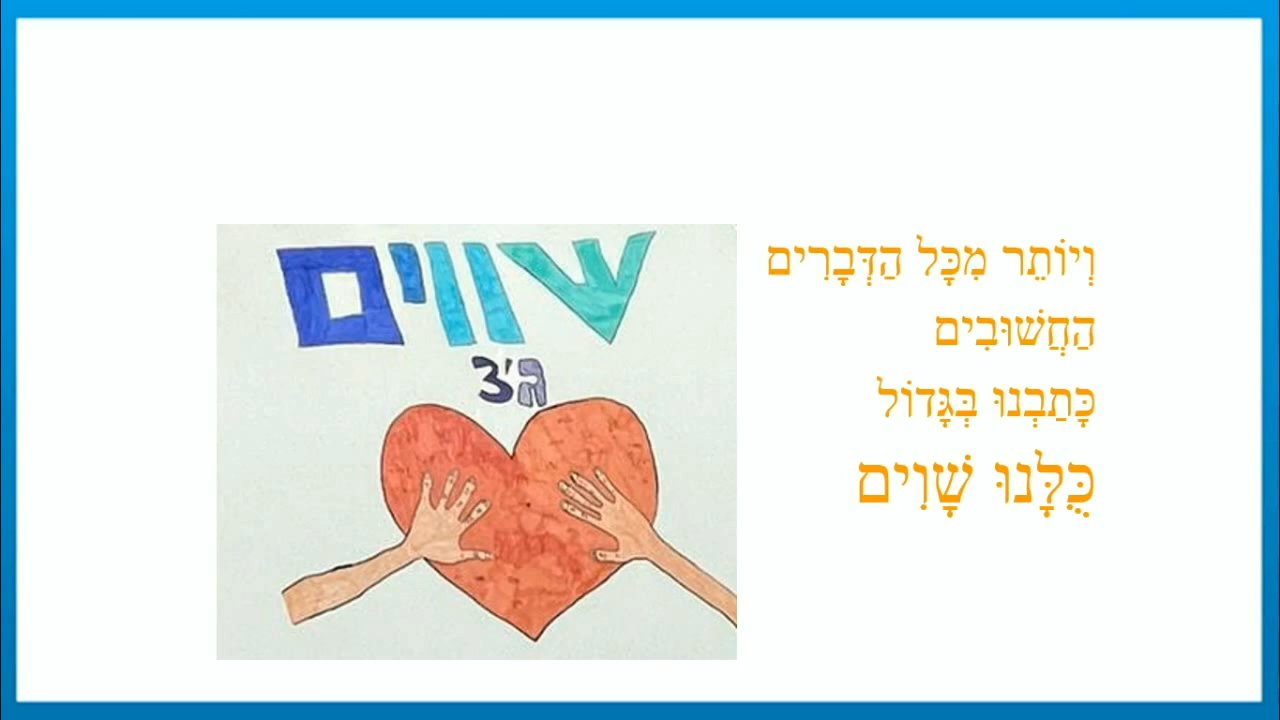 וְיוֹתֵר מִכָּל הַדְּבָרִים
הַחֲשׁוּבִים
כָּתַבְנוּ בְּגָּדוֹל
כֻּלָּנוּ שָׁוִים
שווים
ג'3